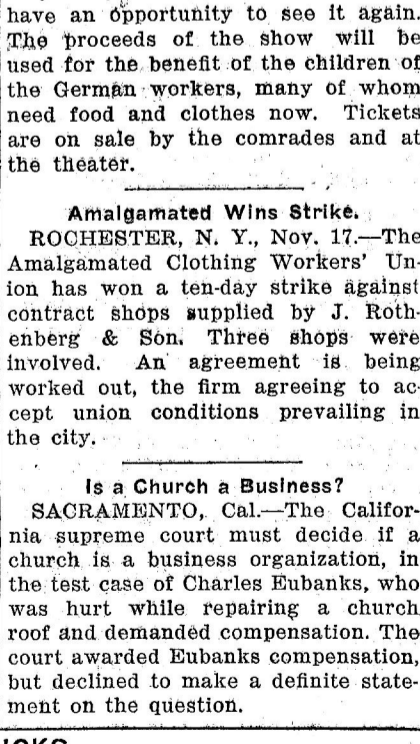 have an opportunity to see it again.
The proceeds of the show will be
used for the benefit of the children of
the German workers, many of whom
need food and clothes now. Tickets
are on sale by the comrades and at
the theater.
Amalgamated Wins Strike.
ROCHESTER, N. Y., Nov. 17.—The
Amalgamated Clothing Workers' Un-
ion has won a ten-day strike against
contract shops supplied by J. Roth-
enberg & Son. Three shops were
involved. An agreement is being
worked out, the firm agreeing to ac-
cept union conditions prevailing in
the city.
Is a Church a Business?
SACRAMENTO, Cal.—The Califor-
nia supreme court must decide if a
church is a business organization, in
the test case of Charles Eubanks, who
was hurt while repairing a church
roof and demanded compensation. The
court awarded Eubanks compensation,
but declined to make a definite state-
ment on the question.